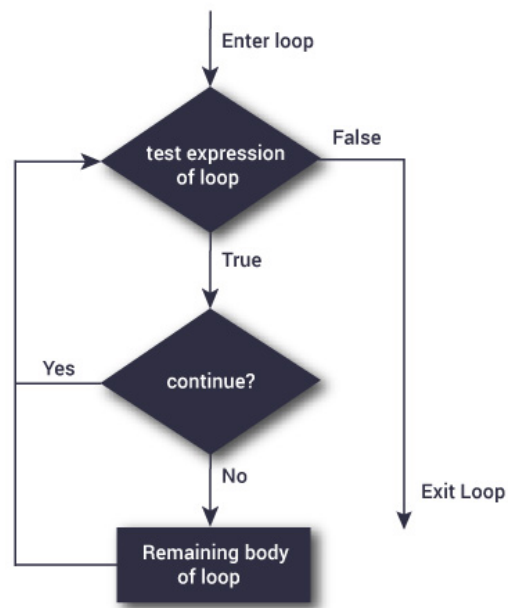 Enter loop
test expression
of loop
False
True
continue?
Yes
No
Exit Loop
Remaining body
of loop